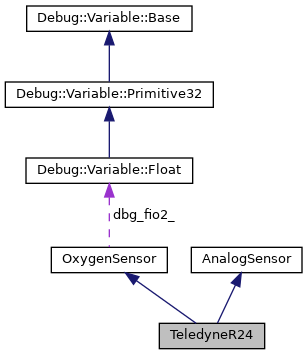 Debug::Variable::Base
Debug::Variable::Primitive32
Debug::Variable::Float
dbg_fio2_
OxygenSensor
AnalogSensor
TeledyneR24